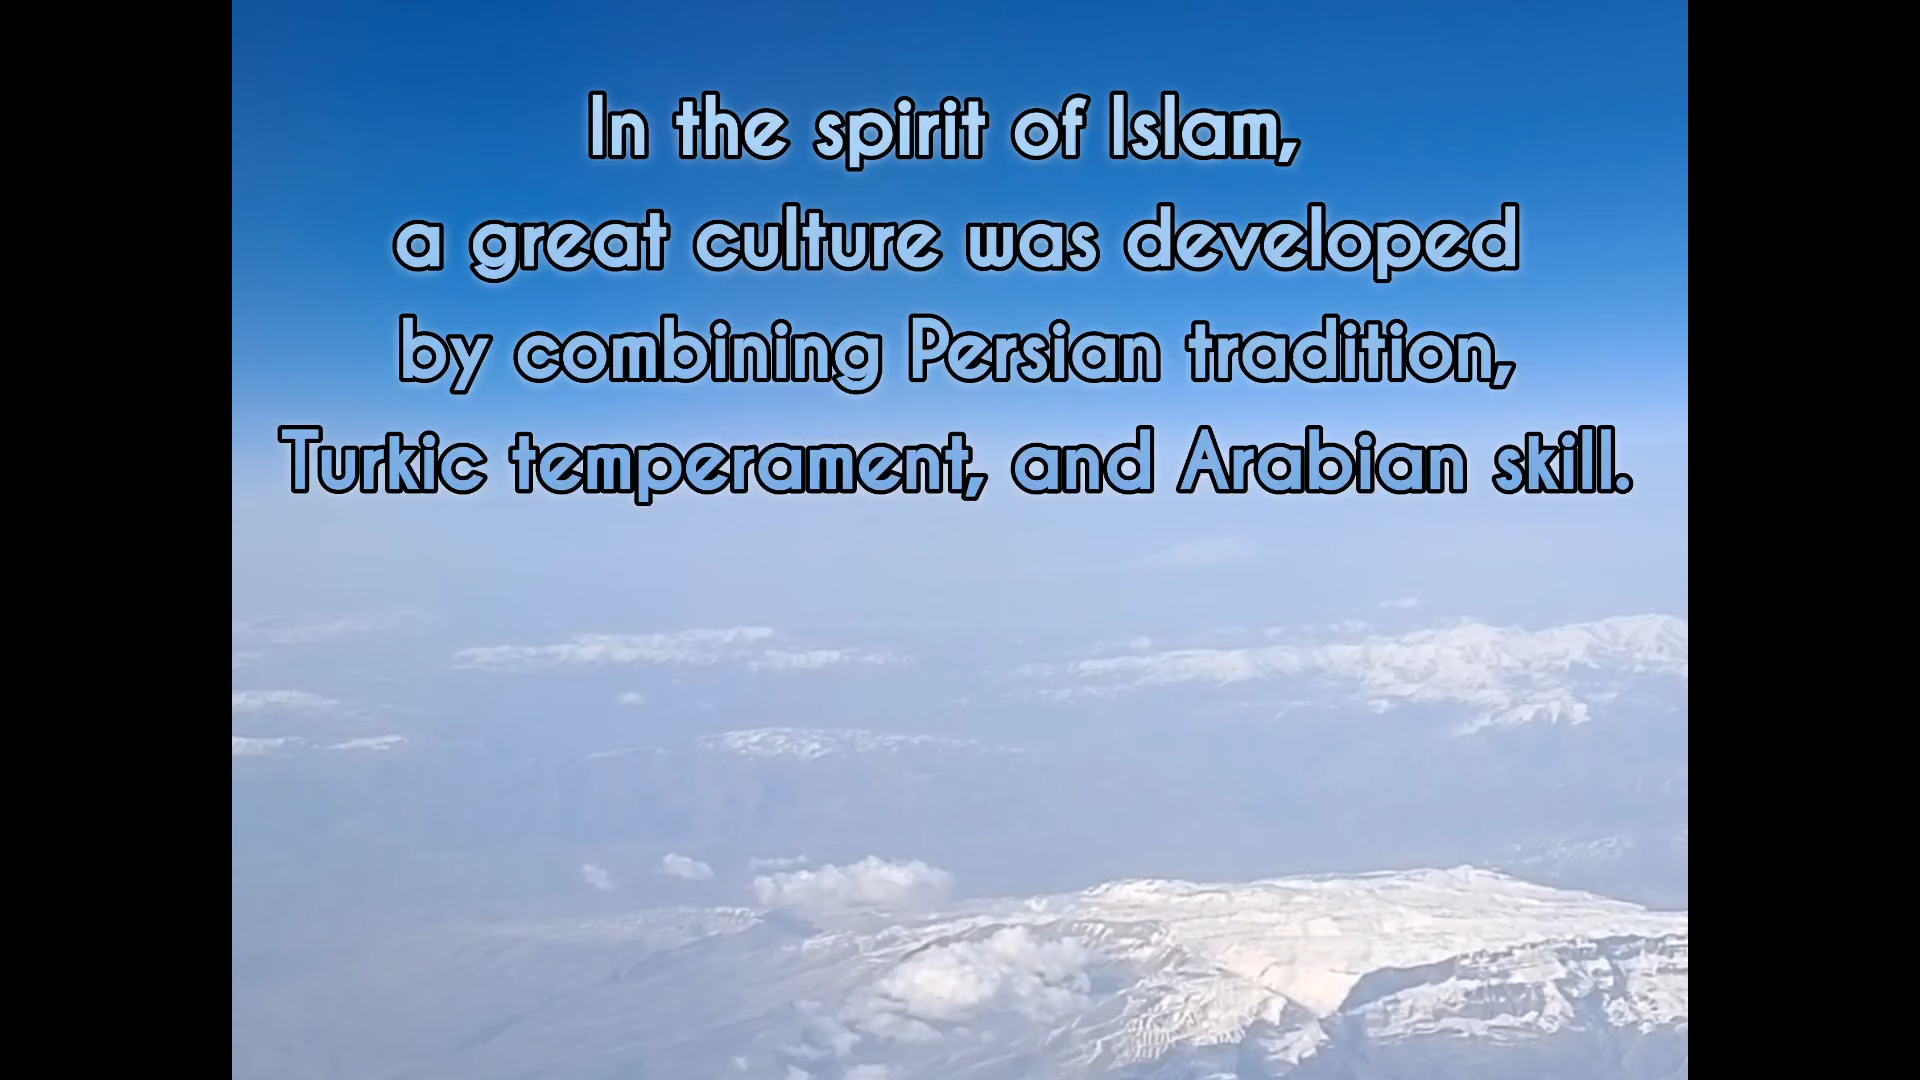 In the spirit of Islam,
a great culture was developed
by combining Persian tradition,
Turkic temperament, and Arabian skill.